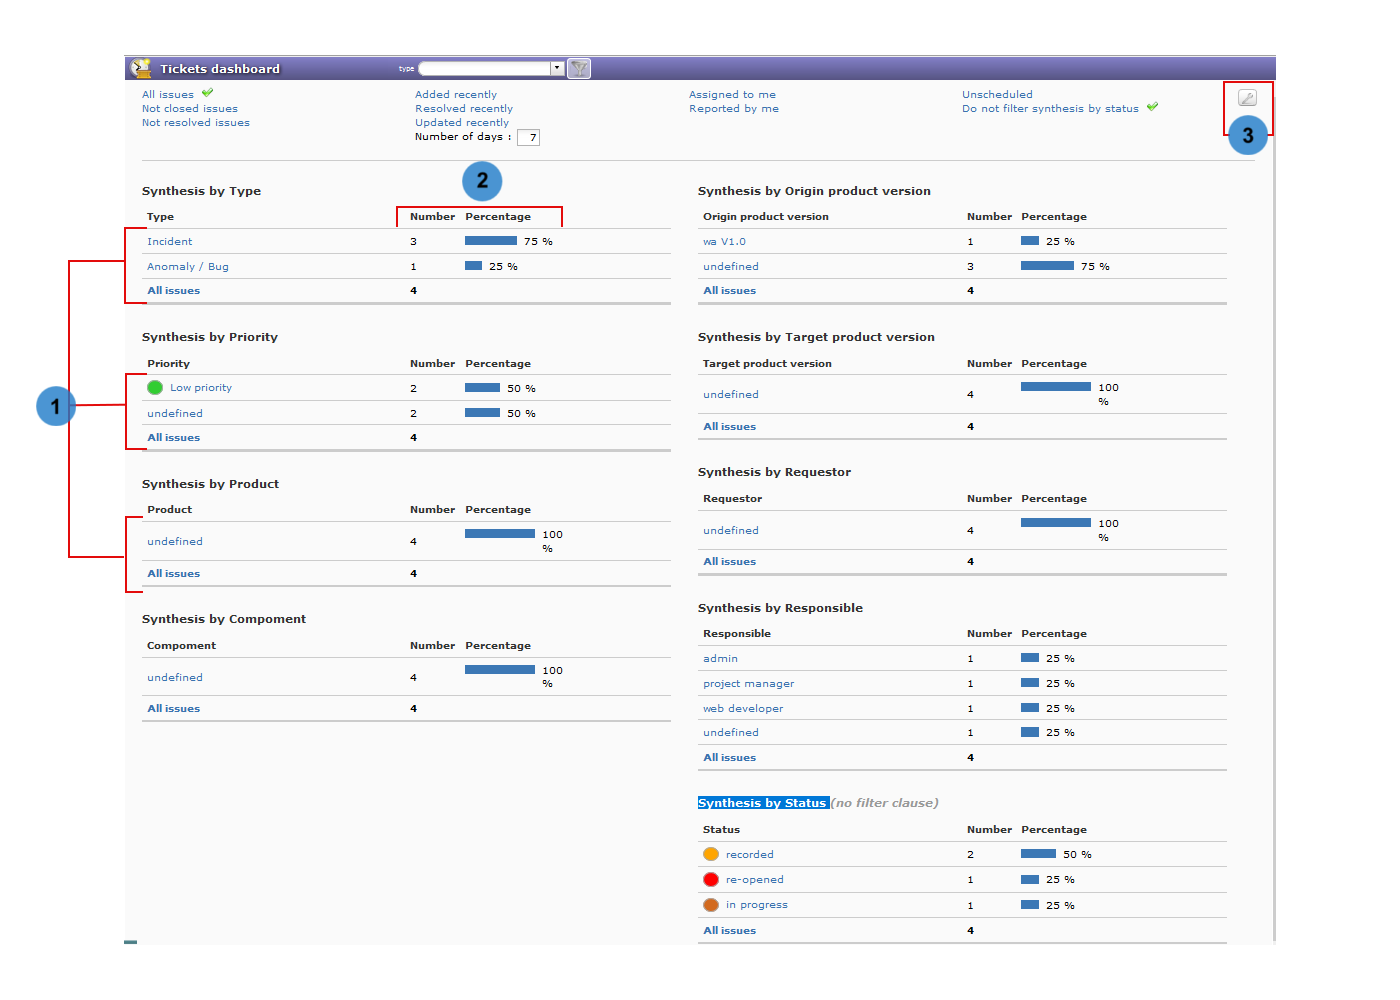 Tickets dashboard type
All issues
Not closed issues
Not resolved issues
Added recently
Resolved recently
Updated recently
Number of days : 7
Assigned to me
Reported by me
Unscheduled
Do not filter synthesis by status
3
2
1
Synthesis by Type
Type Number Percentage
Incident 3 75 %
Anomaly / Bug 1 25 %
All issues 4
Synthesis by Priority
Priority Number Percentage
Low priority 2 50 %
undefined 2 50 %
All issues 4
Synthesis by Product
Product Number Percentage
undefined 4 100
%
All issues 4
Synthesis by Compoment
Compoment Number Percentage
undefined 4 100
%
All issues 4
Synthesis by Origin product version
Origin product version Number Percentage
wa V1.0 1 25 %
undefined 3 75 %
All issues 4
Synthesis by Target product version
Target product version Number Percentage
undefined 4 100
%
All issues 4
Synthesis by Requestor
Requestor Number Percentage
undefined 4 100
%
All issues 4
Synthesis by Responsible
Responsible Number Percentage
admin 1 25 %
project manager 1 25 %
web developer 1 25 %
undefined 1 25 %
All issues 4
Synthesis by Status (no filter clause)
Status Number Percentage
recorded 2 50 %
re-opened 1 25 %
in progress 1 25 %
All issues 4